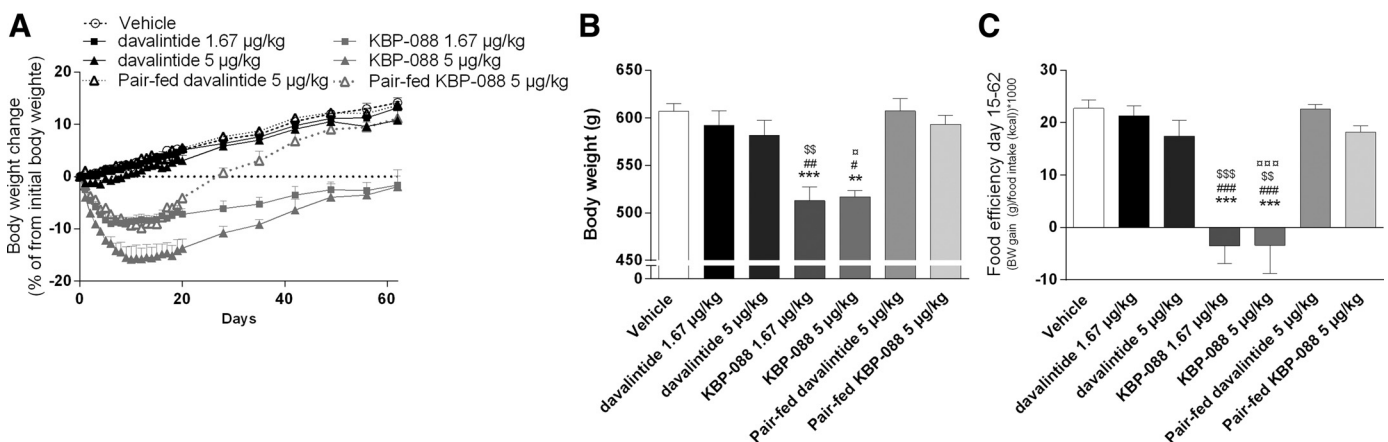 A
Vehicle
davalintide 1.67 µg/kg
KBP-088 1.67 µg/kg
davalintide 5 µg/kg
KBP-088 5 µg/kg
Pair-fed davalintide 5 µg/kg
Pair-fed KBP-088 5 µg/kg
Body weight change
(% of from initial body weighte)
20
10
0
-10
-20
0
20
40
60
Days
B
Body weight (g)
650
600
550
500
450
0
$$
##
***
¤
#
**
Vehicle
davalintide 1.67 µg/kg
davalintide 5 µg/kg
KBP-088 1.67 µg/kg
KBP-088 5 µg/kg
Pair-fed davalintide 5 µg/kg
Pair-fed KBP-088 5 µg/kg
C
Food efficiency day 15-62
(BW gain (g)/food intake (kcal))*1000
30
20
10
0
-10
$$$
###
***
¤¤¤
$$
###
***
Vehicle
davalintide 1.67 µg/kg
davalintide 5 µg/kg
KBP-088 1.67 µg/kg
KBP-088 5 µg/kg
Pair-fed davalintide 5 µg/kg
Pair-fed KBP-088 5 µg/kg